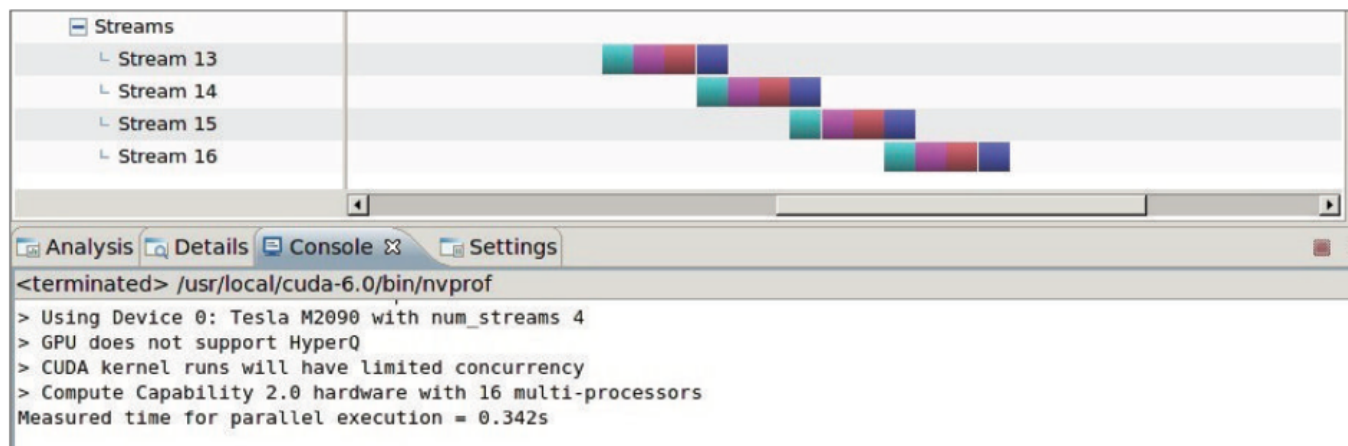 Streams
Stream 13
Stream 14
Stream 15
Stream 16
Analysis Details Console Settings
<terminated> /usr/local/cuda-6.0/bin/nvprof
> Using Device 0: Tesla M2090 with num_streams 4
> GPU does not support HyperQ
> CUDA kernel runs will have limited concurrency
> Compute Capability 2.0 hardware with 16 multi-processors
Measured time for parallel execution = 0.342s